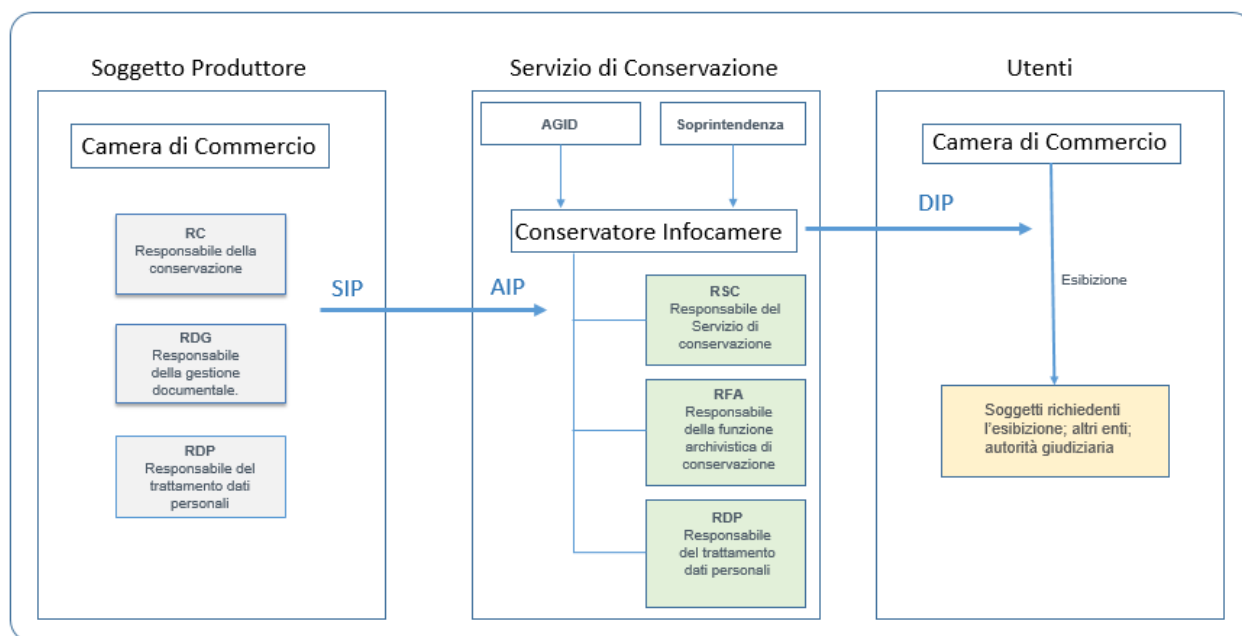 Soggetto Produttore
Camera di Commercio
RC
Responsabile della
conservazione
RDG
Responsabile
della gestione
documentale.
RDP
Responsabile del
trattamento dati
personali
SIP
Servizio di Conservazione
AGID
Soprintendenza
Conservatore Infocamere
AIP
RSC
Responsabile del
Servizio di
conservazione
RFA
Responsabile
della funzione
archivistica di
conservazione
RDP
Responsabile
del trattamento
dati personali
DIP
Utenti
Camera di Commercio
Esibizione
Soggetti richiedenti
l'esibizione; altri enti;
autorità giudiziaria